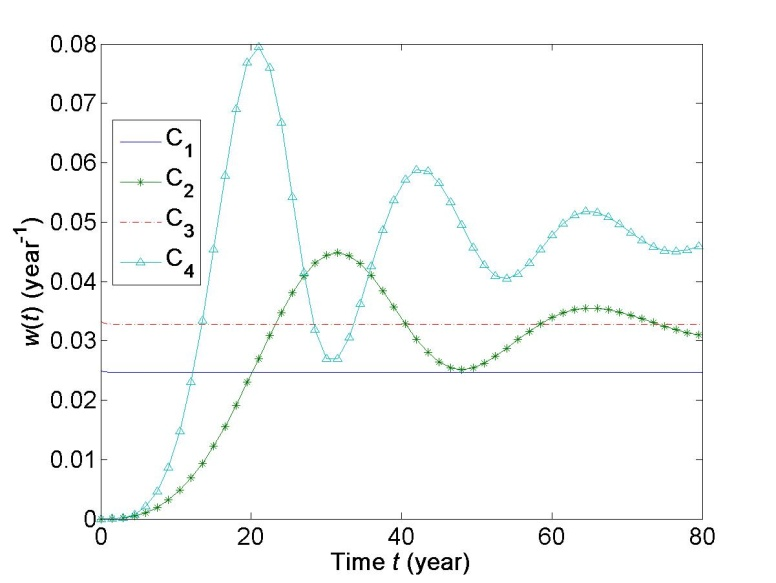 0.08
0.07
0.06
0.05
0.04
0.03
0.02
0.01
0
w(t) (year⁻¹)
C₁
C₂
C₃
C₄
0 20 40 60 80
Time t (year)